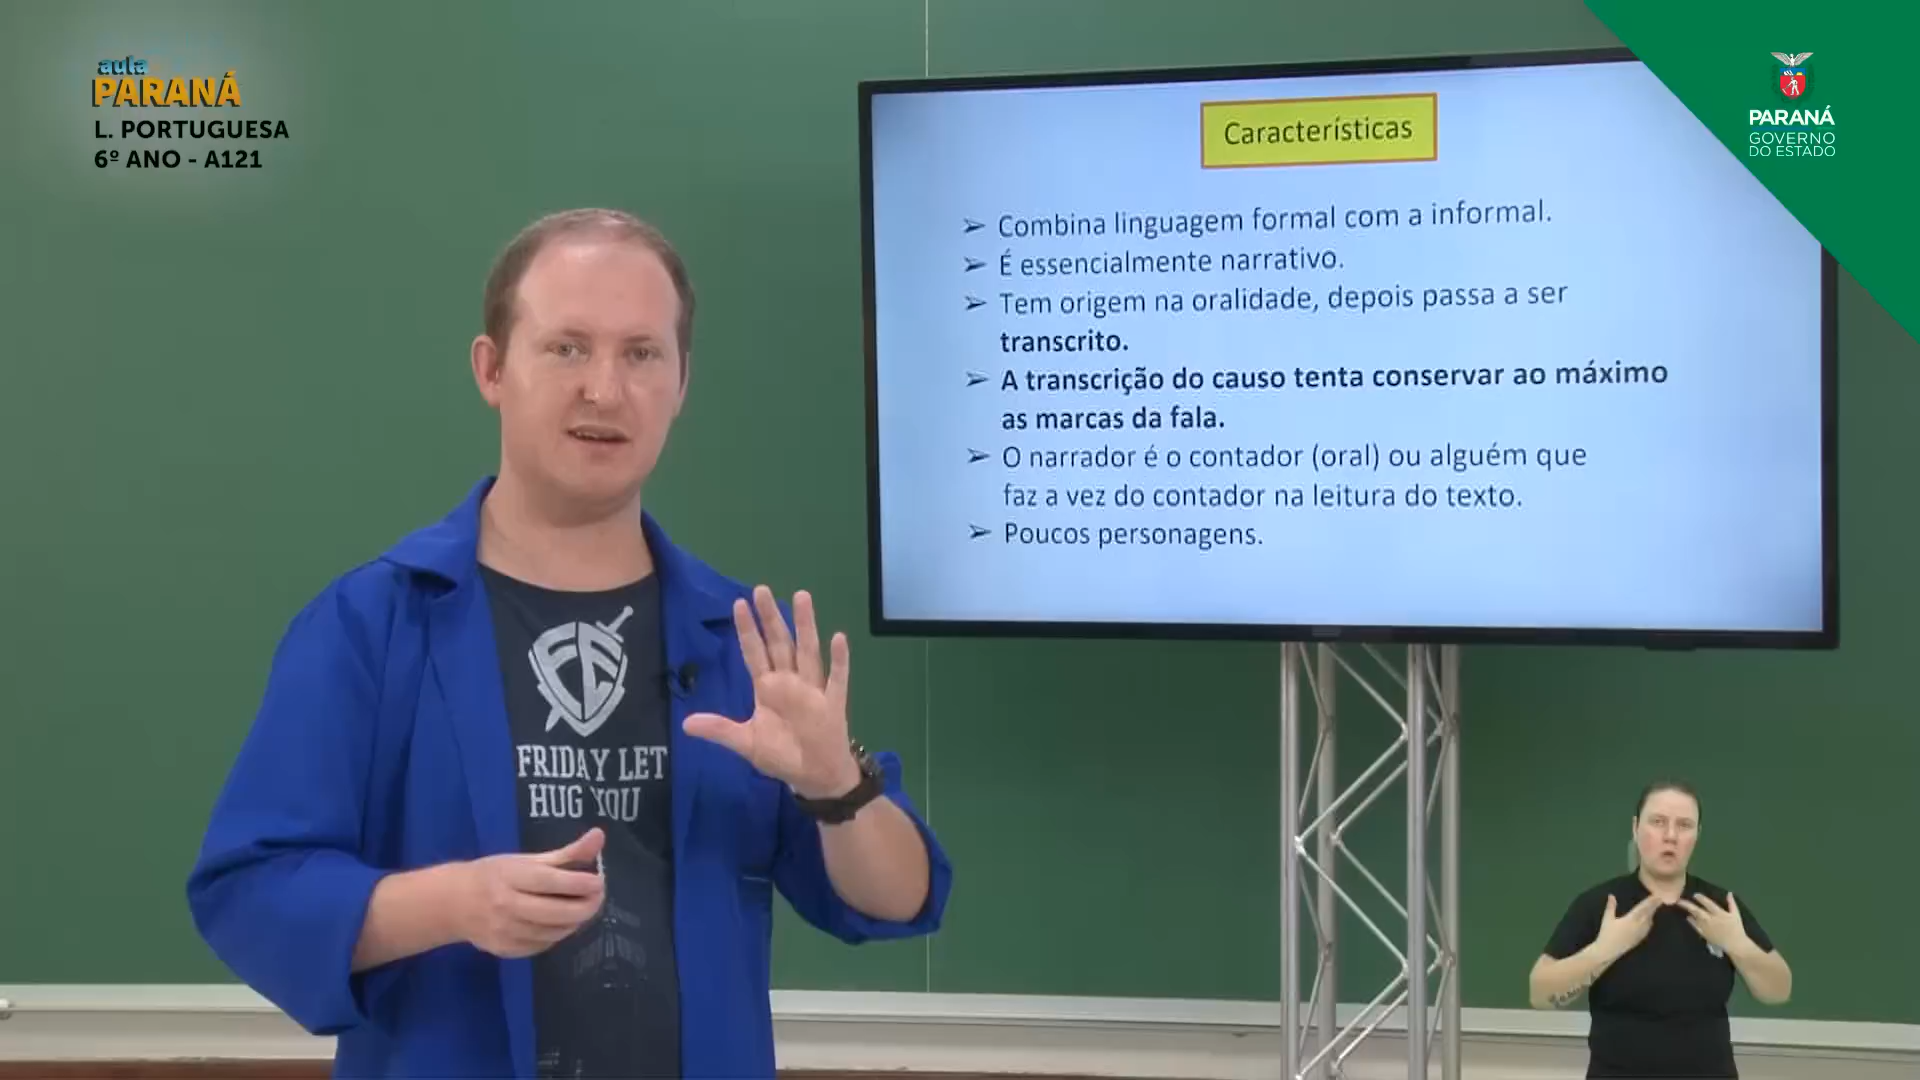 aula
PARANÁ
L. PORTUGUESA
6º ANO - A121
Características
➢ Combina linguagem formal com a informal.
➢ É essencialmente narrativo.
➢ Tem origem na oralidade, depois passa a ser
transcrito.
➢ A transcrição do causo tenta conservar ao máximo
as marcas da fala.
➢ O narrador é o contador (oral) ou alguém que
faz a vez do contador na leitura do texto.
➢ Poucos personagens.
PARANÁ
GOVERNO
DO ESTADO
FE
FRIDAY LET
HUG YOU